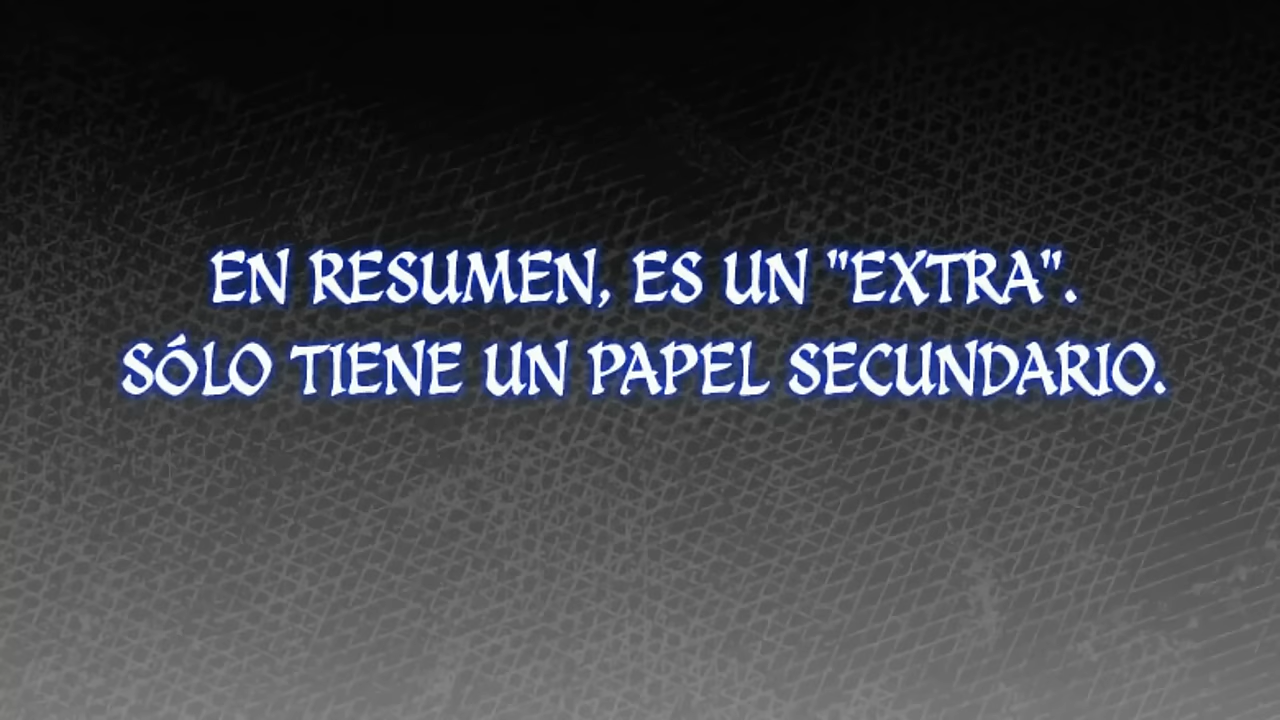 EN RESUMEN, ES UN "EXTRA".
SÓLO TIENE UN PAPEL SECUNDARIO.